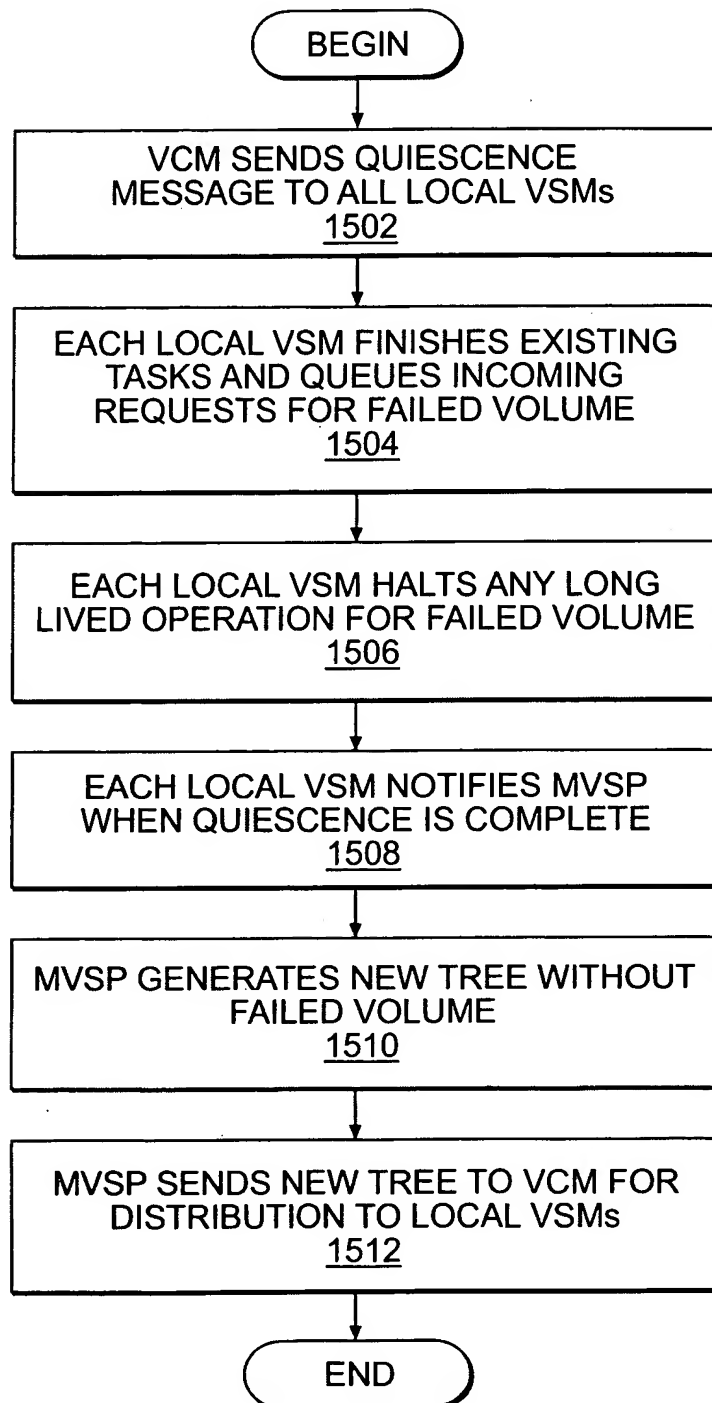 BEGIN
VCM SENDS QUIESCENCE
MESSAGE TO ALL LOCAL VSMs
1502
EACH LOCAL VSM FINISHES EXISTING
TASKS AND QUEUES INCOMING
REQUESTS FOR FAILED VOLUME
1504
EACH LOCAL VSM HALTS ANY LONG
LIVED OPERATION FOR FAILED VOLUME
1506
EACH LOCAL VSM NOTIFIES MVSP
WHEN QUIESCENCE IS COMPLETE
1508
MVSP GENERATES NEW TREE WITHOUT
FAILED VOLUME
1510
MVSP SENDS NEW TREE TO VCM FOR
DISTRIBUTION TO LOCAL VSMs
1512
END